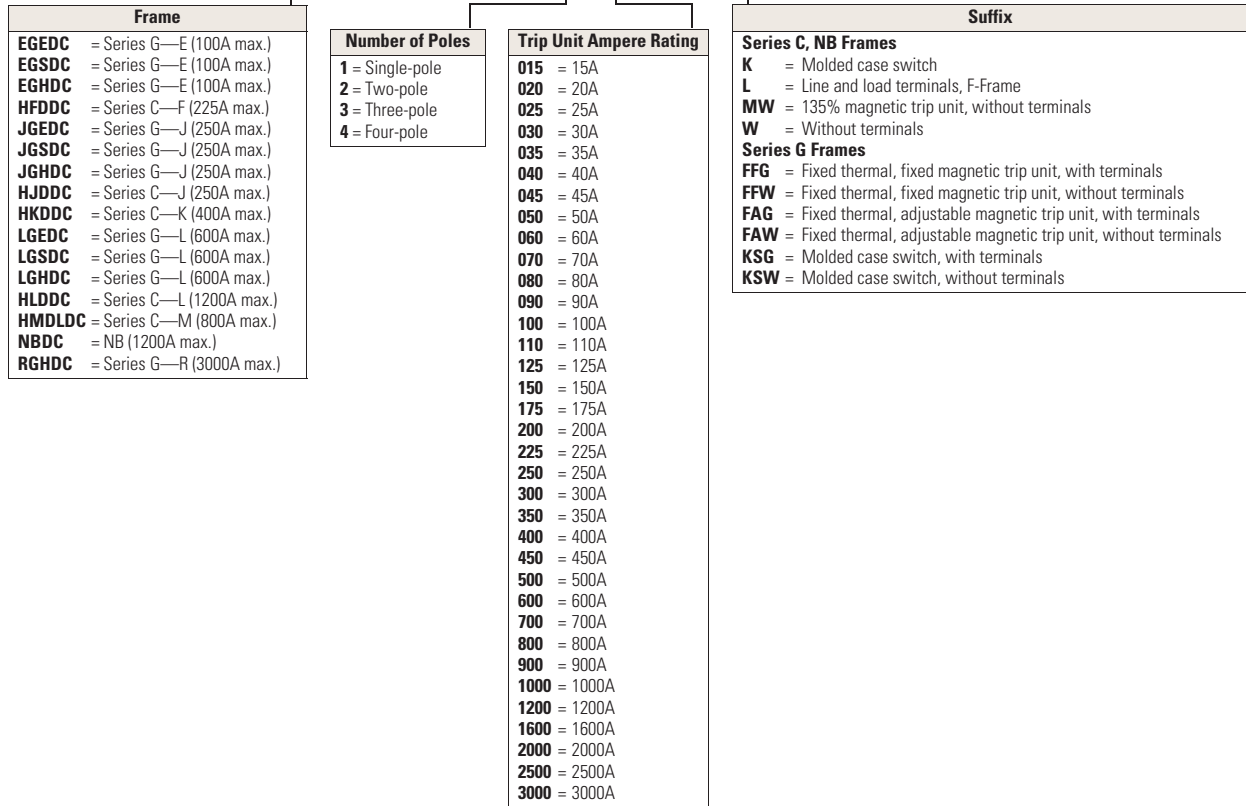 Frame
EGEDC = Series G—E (100A max.)
EGSDC = Series G—E (100A max.)
EGHDC = Series G—E (100A max.)
HFDDC = Series C—F (225A max.)
JGEDC = Series G—J (250A max.)
JGSDC = Series G—J (250A max.)
JGHDC = Series G—J (250A max.)
HJDDC = Series C—J (250A max.)
HKDDC = Series C—K (400A max.)
LGEDC = Series G—L (600A max.)
LGSDC = Series G—L (600A max.)
LGHDC = Series G—L (600A max.)
HLDDC = Series C—L (1200A max.)
HMDLDC = Series C—M (800A max.)
NBDC = NB (1200A max.)
RGHDC = Series G—R (3000A max.)
Number of Poles
1 = Single-pole
2 = Two-pole
3 = Three-pole
4 = Four-pole
Trip Unit Ampere Rating
015 = 15A
020 = 20A
025 = 25A
030 = 30A
035 = 35A
040 = 40A
045 = 45A
050 = 50A
060 = 60A
070 = 70A
080 = 80A
090 = 90A
100 = 100A
110 = 110A
125 = 125A
150 = 150A
175 = 175A
200 = 200A
225 = 225A
250 = 250A
300 = 300A
350 = 350A
400 = 400A
450 = 450A
500 = 500A
600 = 600A
700 = 700A
800 = 800A
900 = 900A
1000 = 1000A
1200 = 1200A
1600 = 1600A
2000 = 2000A
2500 = 2500A
3000 = 3000A
Suffix
Series C, NB Frames
K = Molded case switch
L = Line and load terminals, F-Frame
MW = 135% magnetic trip unit, without terminals
W = Without terminals
Series G Frames
FFG = Fixed thermal, fixed magnetic trip unit, with terminals
FFW = Fixed thermal, fixed magnetic trip unit, without terminals
FAG = Fixed thermal, adjustable magnetic trip unit, with terminals
FAW = Fixed thermal, adjustable magnetic trip unit, without terminals
KSG = Molded case switch, with terminals
KSW = Molded case switch, without terminals